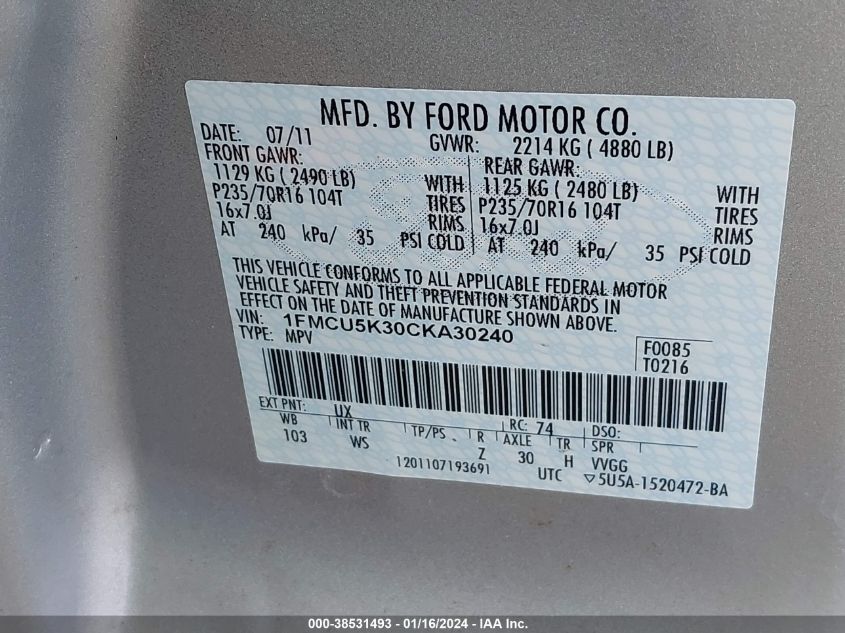 MFD. BY FORD MOTOR CO.
DATE: 07/11 GVWR: 2214 KG ( 4880 LB)
FRONT GAWR: REAR GAWR:
1129 KG ( 2490 LB) WITH 1125 KG ( 2480 LB) WITH
P235/70R16 104T TIRES P235/70R16 104T TIRES
16x7.0J RIMS 16x7.0J RIMS
AT 240 kPa/ 35 PSI COLD AT 240 kPa/ 35 PSI COLD
THIS VEHICLE CONFORMS TO ALL APPLICABLE FEDERAL MOTOR
VEHICLE SAFETY AND THEFT PREVENTION STANDARDS IN
EFFECT ON THE DATE OF MANUFACTURE SHOWN ABOVE.
VIN: 1FMCU5K30CKA30240
TYPE: MPV
F0085
T0216
EXT PNT: UX RC: 74 DSO:
WB INT TR TP/PS R AXLE TR SPR
103 WS Z 30 H VVGG
1201107193691 UTC ▽5U5A-1520472-BA
000-38531493 - 01/16/2024 - IAA Inc.